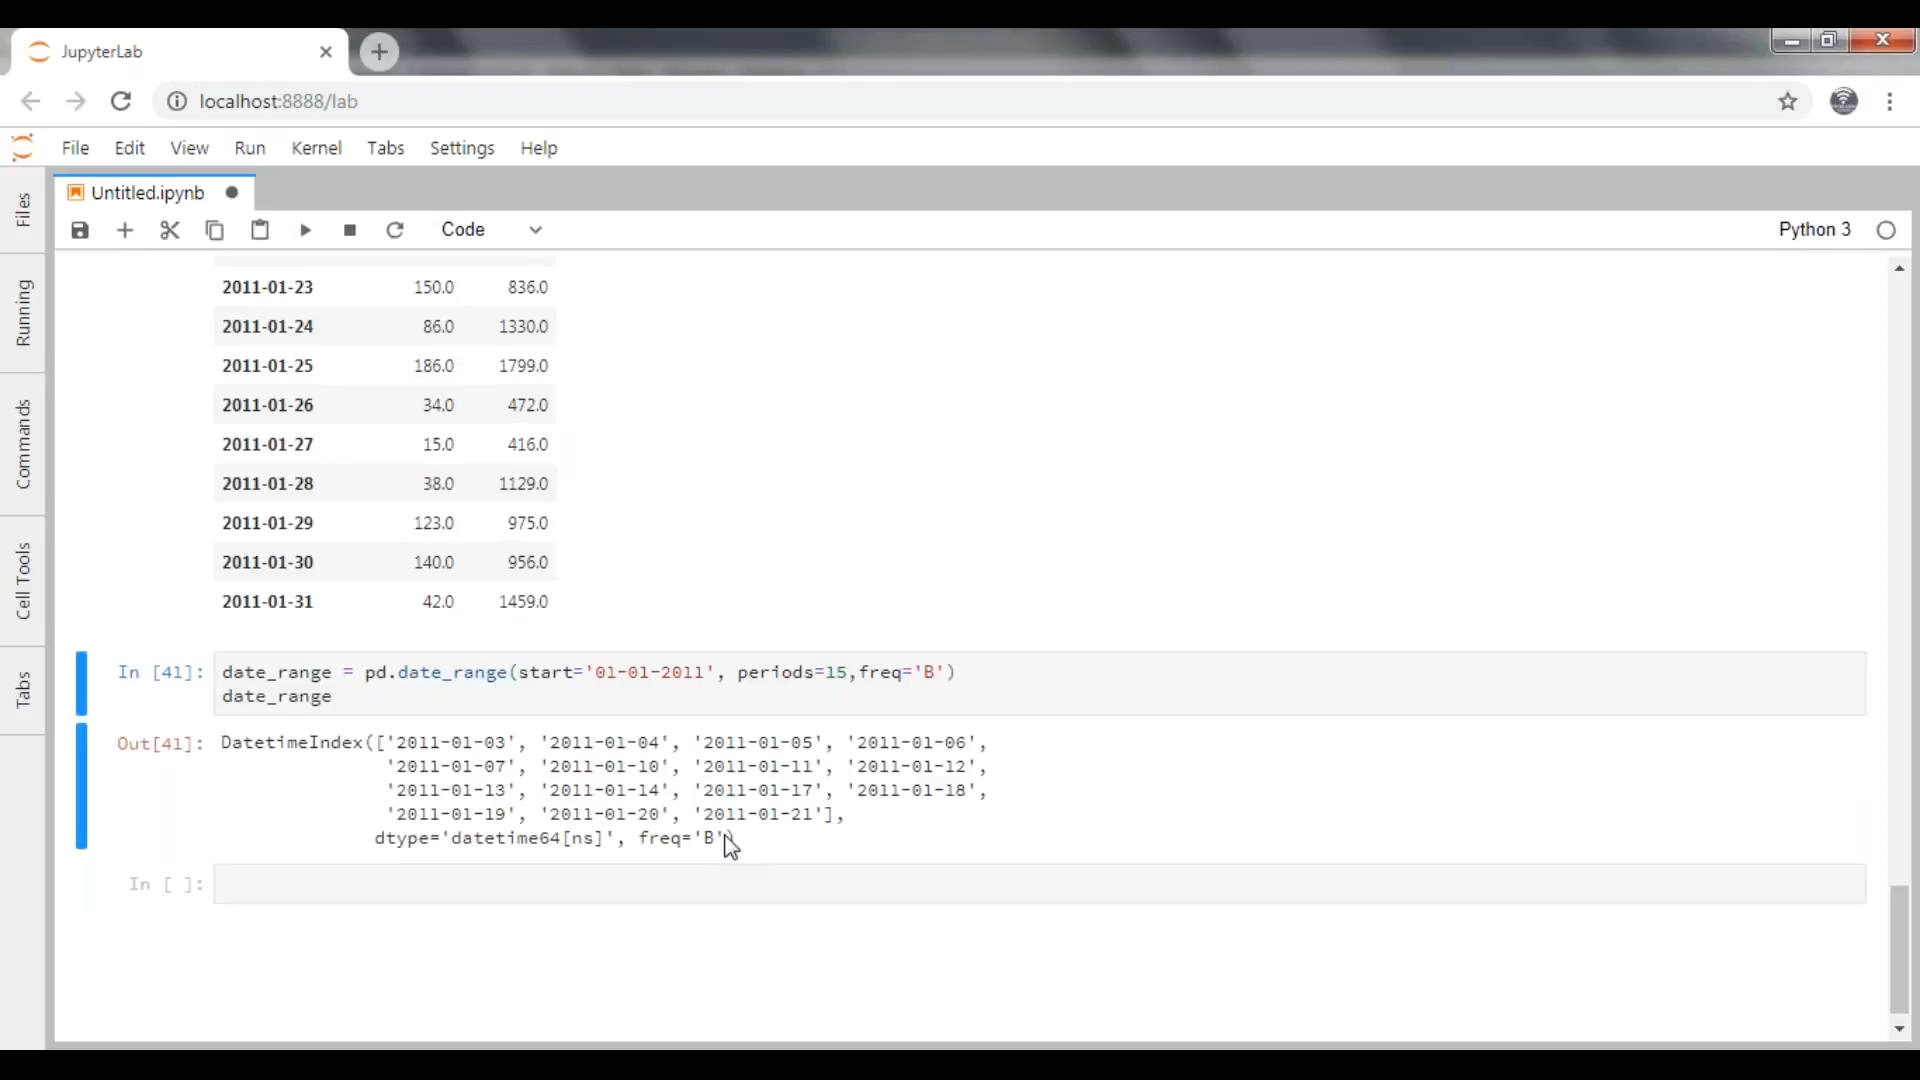 JupyterLab
localhost:8888/lab
File Edit View Run Kernel Tabs Settings Help
Untitled.ipynb
Code
Python 3
Files
Running
Commands
Cell Tools
Tabs
2011-01-23 150.0 836.0
2011-01-24 86.0 1330.0
2011-01-25 186.0 1799.0
2011-01-26 34.0 472.0
2011-01-27 15.0 416.0
2011-01-28 38.0 1129.0
2011-01-29 123.0 975.0
2011-01-30 140.0 956.0
2011-01-31 42.0 1459.0
In [41]: date_range = pd.date_range(start='01-01-2011', periods=15,freq='B')
date_range
Out[41]: DatetimeIndex(['2011-01-03', '2011-01-04', '2011-01-05', '2011-01-06',
'2011-01-07', '2011-01-10', '2011-01-11', '2011-01-12',
'2011-01-13', '2011-01-14', '2011-01-17', '2011-01-18',
'2011-01-19', '2011-01-20', '2011-01-21'],
dtype='datetime64[ns]', freq='B')
In [ ]: